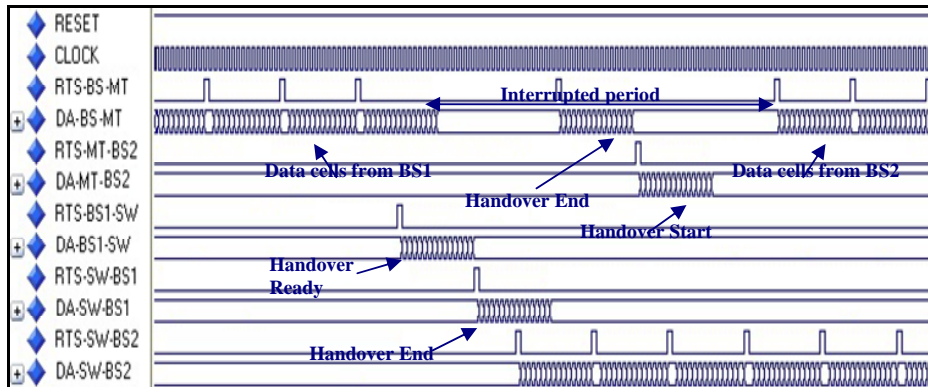 RESET
CLOCK
RTS-BS-MT
Interrupted period
DA-BS-MT
RTS-MT-BS2
Data cells from BS1
Data cells from BS2
DA-MT-BS2
Handover End
RTS-BS1-SW
Handover Start
DA-BS1-SW
Handover
Ready
RTS-SW-BS1
DA-SW-BS1
RTS-SW-BS2
Handover End
DA-SW-BS2